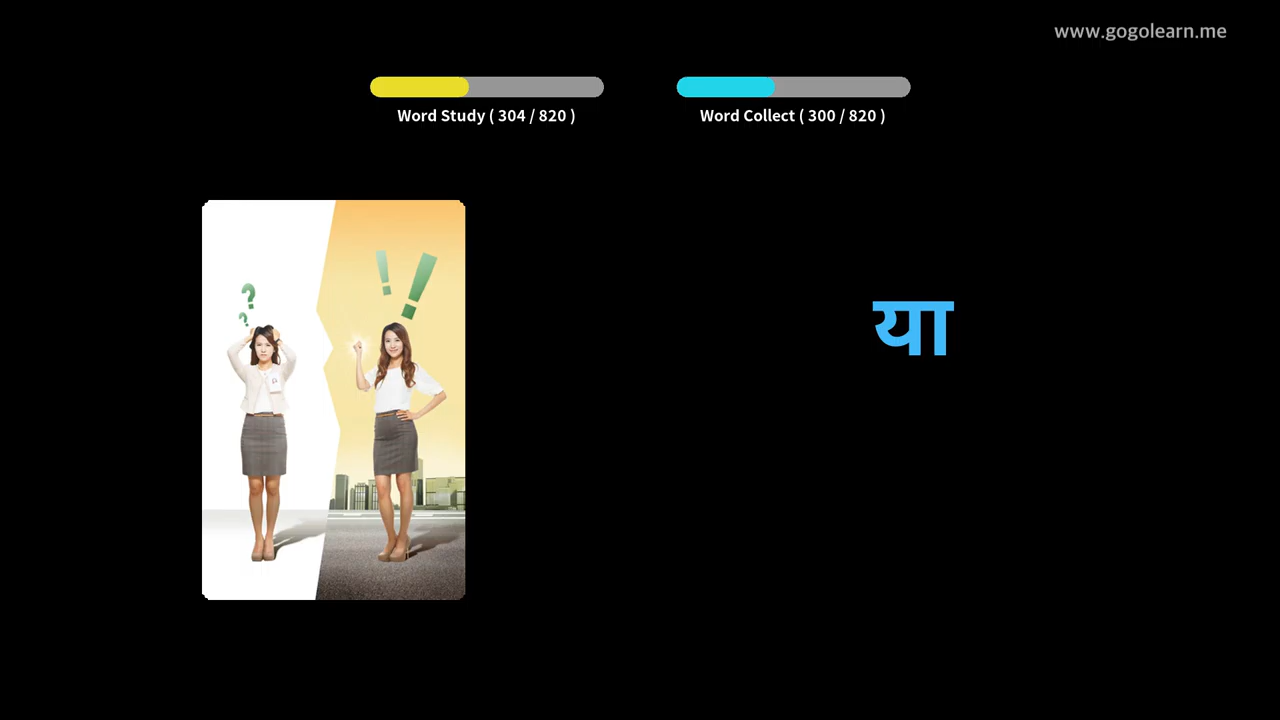 www.gogolearn.me
Word Study ( 304 / 820 )
Word Collect ( 300 / 820 )
? ?
! !
या